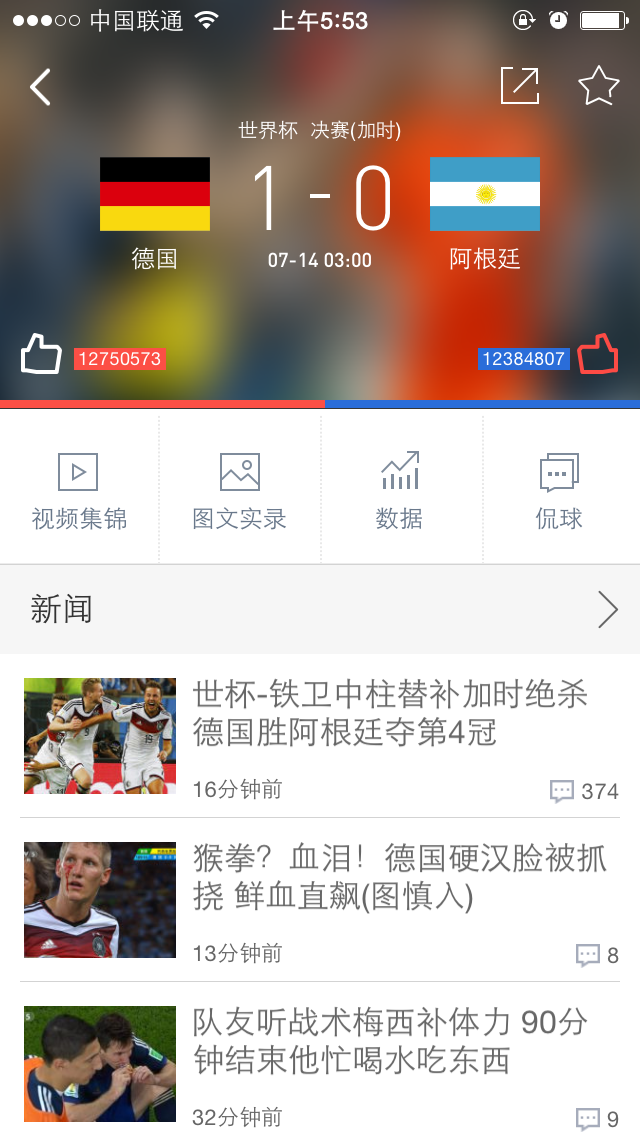 中国联通 上午5:53
世界杯 决赛(加时)
1 - 0
德国 07-14 03:00 阿根廷
12750573 12384807
视频集锦 图文实录 数据 侃球
新闻
世杯-铁卫中柱替补加时绝杀
德国胜阿根廷夺第4冠
16分钟前 374
猴拳？血泪！德国硬汉脸被抓
挠 鲜血直飙(图慎入)
13分钟前 8
队友听战术梅西补体力 90分
钟结束他忙喝水吃东西
32分钟前 9